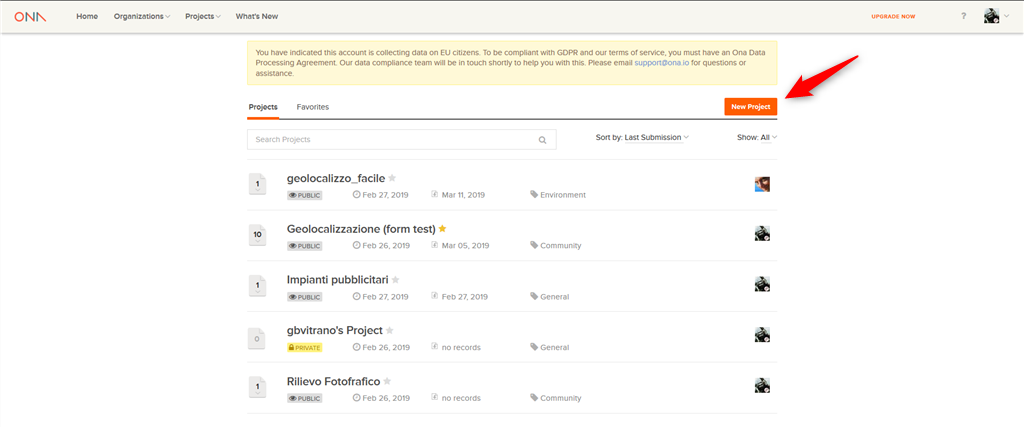 ONA Home Organizations Projects What's New UPGRADE NOW ?
You have indicated this account is collecting data on EU citizens. To be compliant with GDPR and our terms of service, you must have an Ona Data
Processing Agreement. Our data compliance team will be in touch shortly to help you with this. Please email support@ona.io for questions or
assistance.
Projects Favorites New Project
Search Projects Sort by: Last Submission Show: All
1 geolocalizzo_facile
PUBLIC Feb 27, 2019 Mar 11, 2019 Environment
10 Geolocalizzazione (form test)
PUBLIC Feb 26, 2019 Mar 05, 2019 Community
1 Impianti pubblicitari
PUBLIC Feb 27, 2019 Feb 27, 2019 General
0 gbvitrano's Project
PRIVATE Feb 26, 2019 no records General
1 Rilievo Fotofrafico
PUBLIC Feb 26, 2019 no records Community